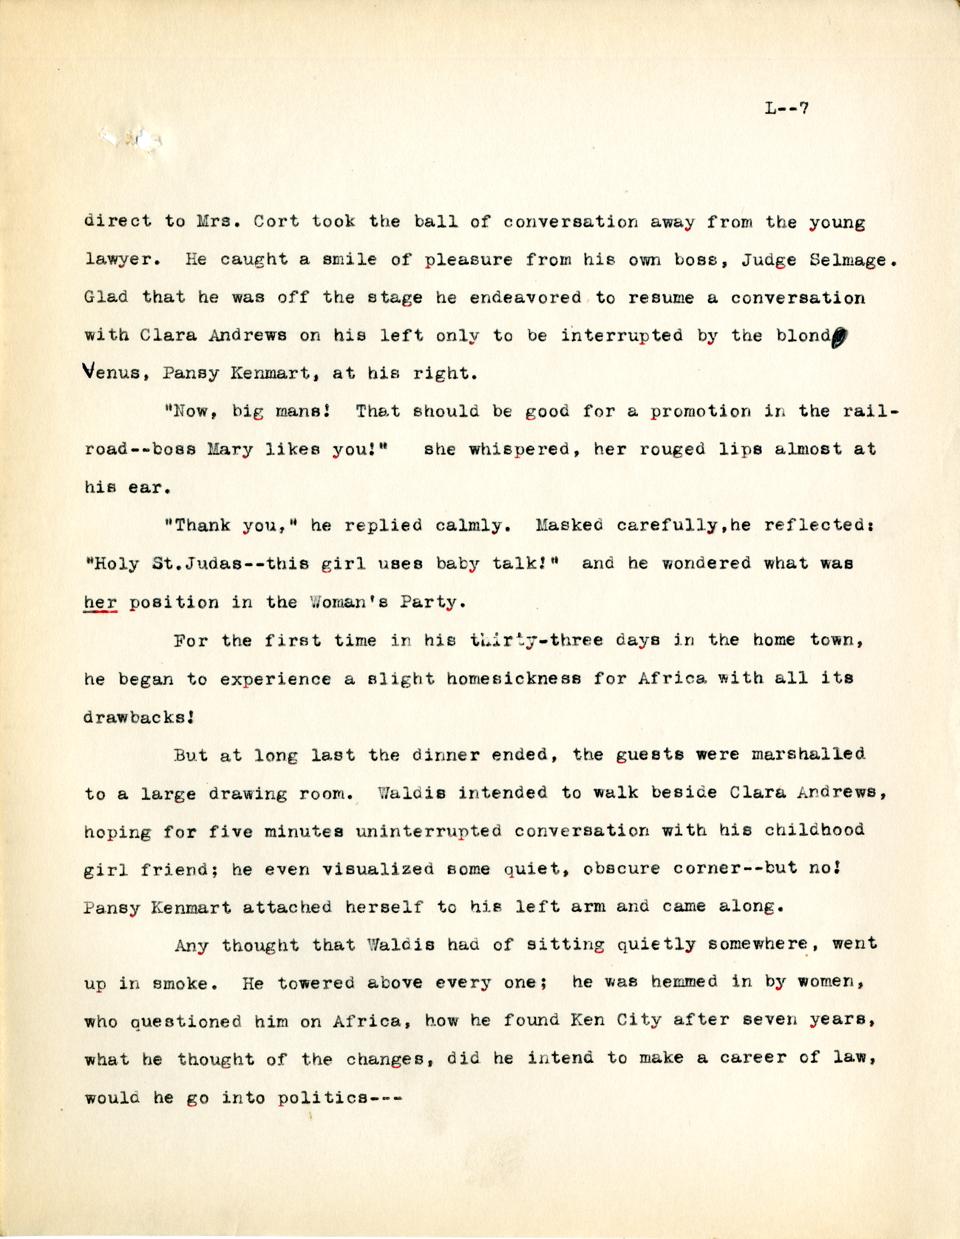 L--7
direct to Mrs. Cort took the ball of conversation away from the young
lawyer.  He caught a smile of pleasure from his own boss, Judge Selmage.
Glad that he was off the stage he endeavored to resume a conversation
with Clara Andrews on his left only to be interrupted by the blond
Venus, Pansy Kenmart, at his right.
"Now, big mans!  That should be good for a promotion in the rail-
road--boss Mary likes you!"   she whispered, her rouged lips almost at
his ear.
"Thank you," he replied calmly.  Masked carefully,he reflected:
"Holy St.Judas--this girl uses baby talk!"  and he wondered what was
her position in the Woman's Party.
For the first time in his thirty-three days in the home town,
he began to experience a slight homesickness for Africa with all its
drawbacks!
But at long last the dinner ended, the guests were marshalled
to a large drawing room.  Waldis intended to walk beside Clara Andrews,
hoping for five minutes uninterrupted conversation with his childhood
girl friend; he even visualized some quiet, obscure corner--but no!
Pansy Kenmart attached herself to his left arm and came along.
Any thought that Waldis had of sitting quietly somewhere, went
up in smoke.  He towered above every one;  he was hemmed in by women,
who questioned him on Africa, how he found Ken City after seven years,
what he thought of the changes, did he intend to make a career of law,
would he go into politics---